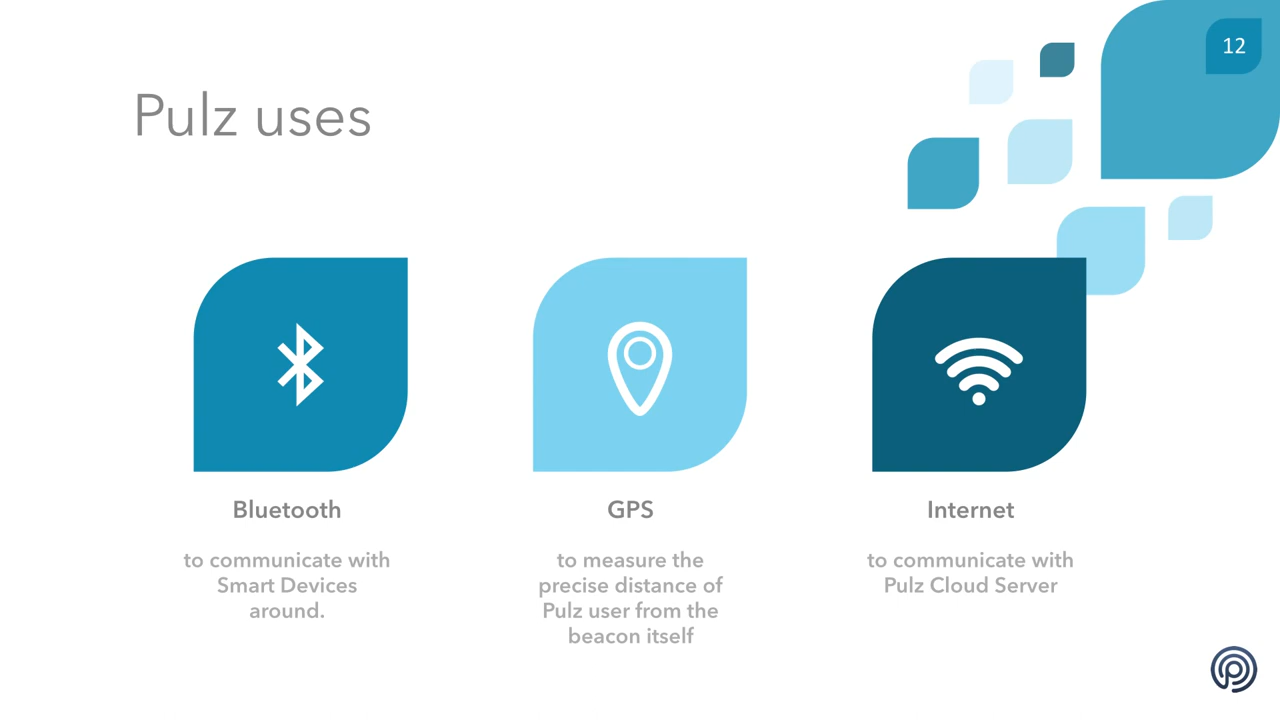 12
Pulz uses
Bluetooth
to communicate with
Smart Devices
around.
GPS
to measure the
precise distance of
Pulz user from the
beacon itself
Internet
to communicate with
Pulz Cloud Server